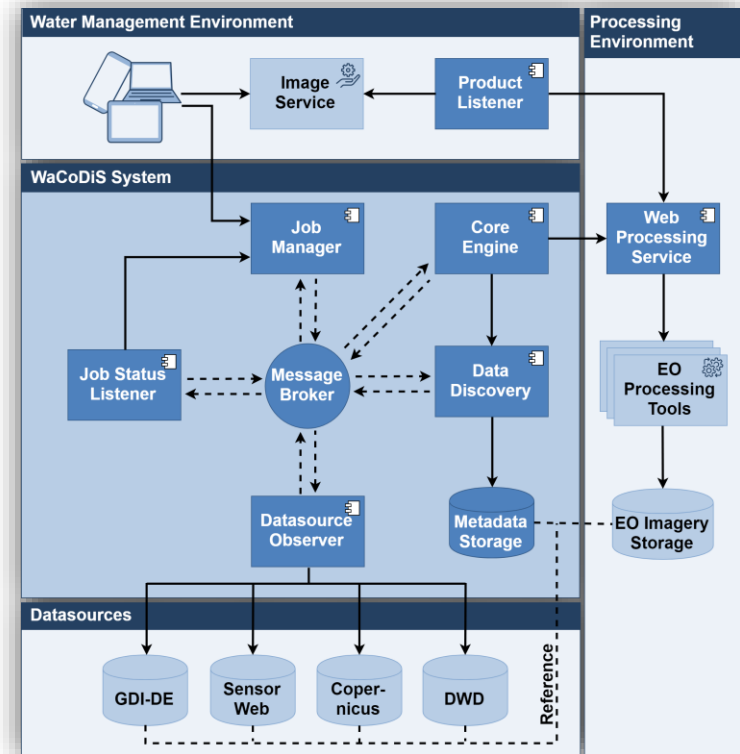 Water Management Environment
Processing
Environment
Image
Service
Product
Listener
WaCoDiS System
Job
Manager
Core
Engine
Web
Processing
Service
Job Status
Listener
Message
Broker
Data
Discovery
EO
Processing
Tools
Datasource
Observer
Metadata
Storage
EO Imagery
Storage
Datasources
GDI-DE
Sensor
Web
Coper-
nicus
DWD
Reference